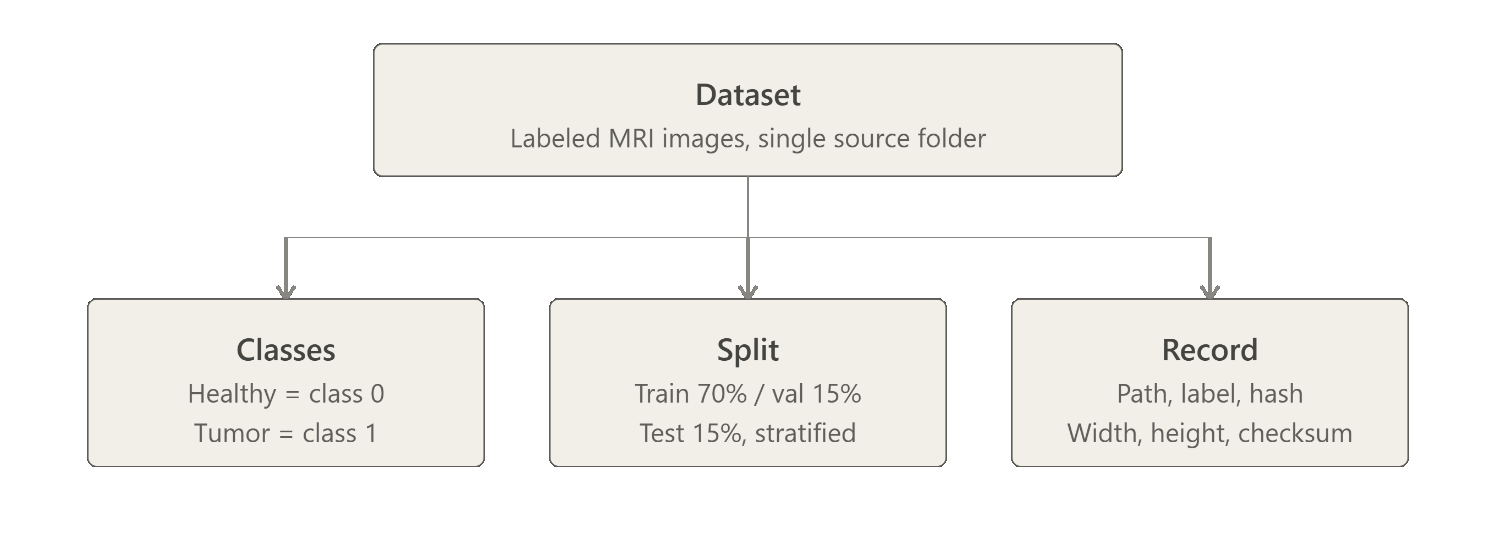 Dataset
Labeled MRI images, single source folder
Classes
Healthy = class 0
Tumor = class 1
Split
Train 70% / val 15%
Test 15%, stratified
Record
Path, label, hash
Width, height, checksum